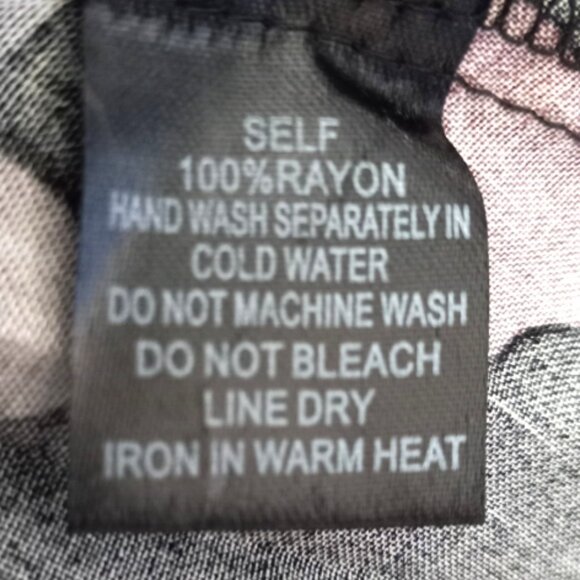 SELF
100%RAYON
HAND WASH SEPARATELY IN
COLD WATER
DO NOT MACHINE WASH
DO NOT BLEACH
LINE DRY
IRON IN WARM HEAT